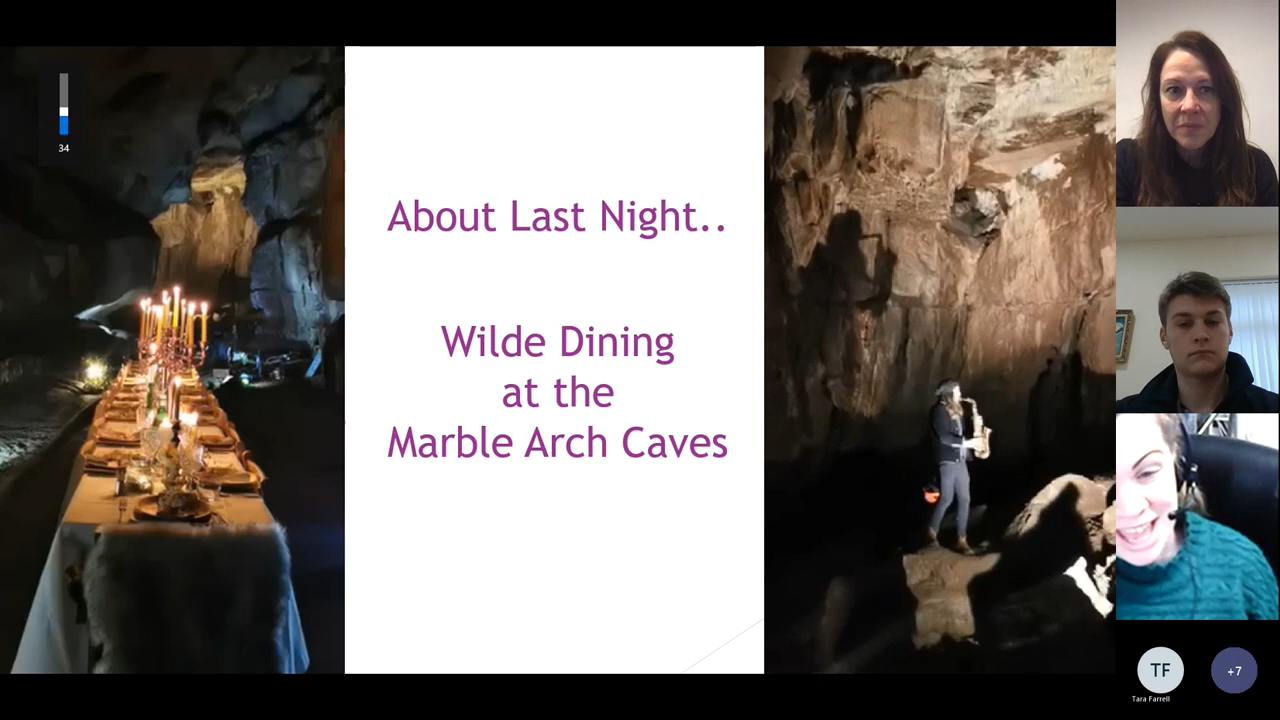 34
About Last Night..
Wilde Dining
at the
Marble Arch Caves
TF
+7
Tara Farrell